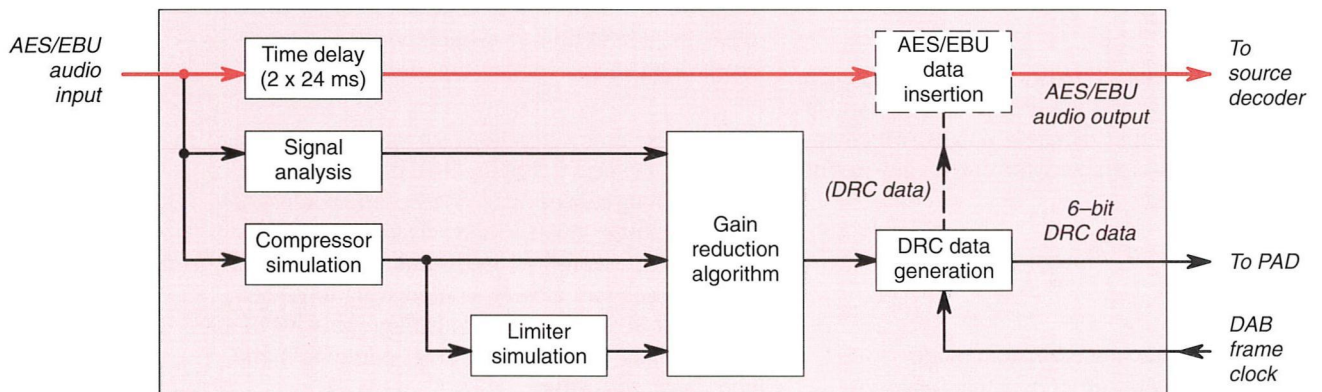 AES/EBU
audio
input
Time delay
(2 x 24 ms)
AES/EBU
data
insertion
AES/EBU
audio output
To
source
decoder
Signal
analysis
Compressor
simulation
Limiter
simulation
Gain
reduction
algorithm
(DRC data)
DRC data
generation
6–bit
DRC data
To PAD
DAB
frame
clock